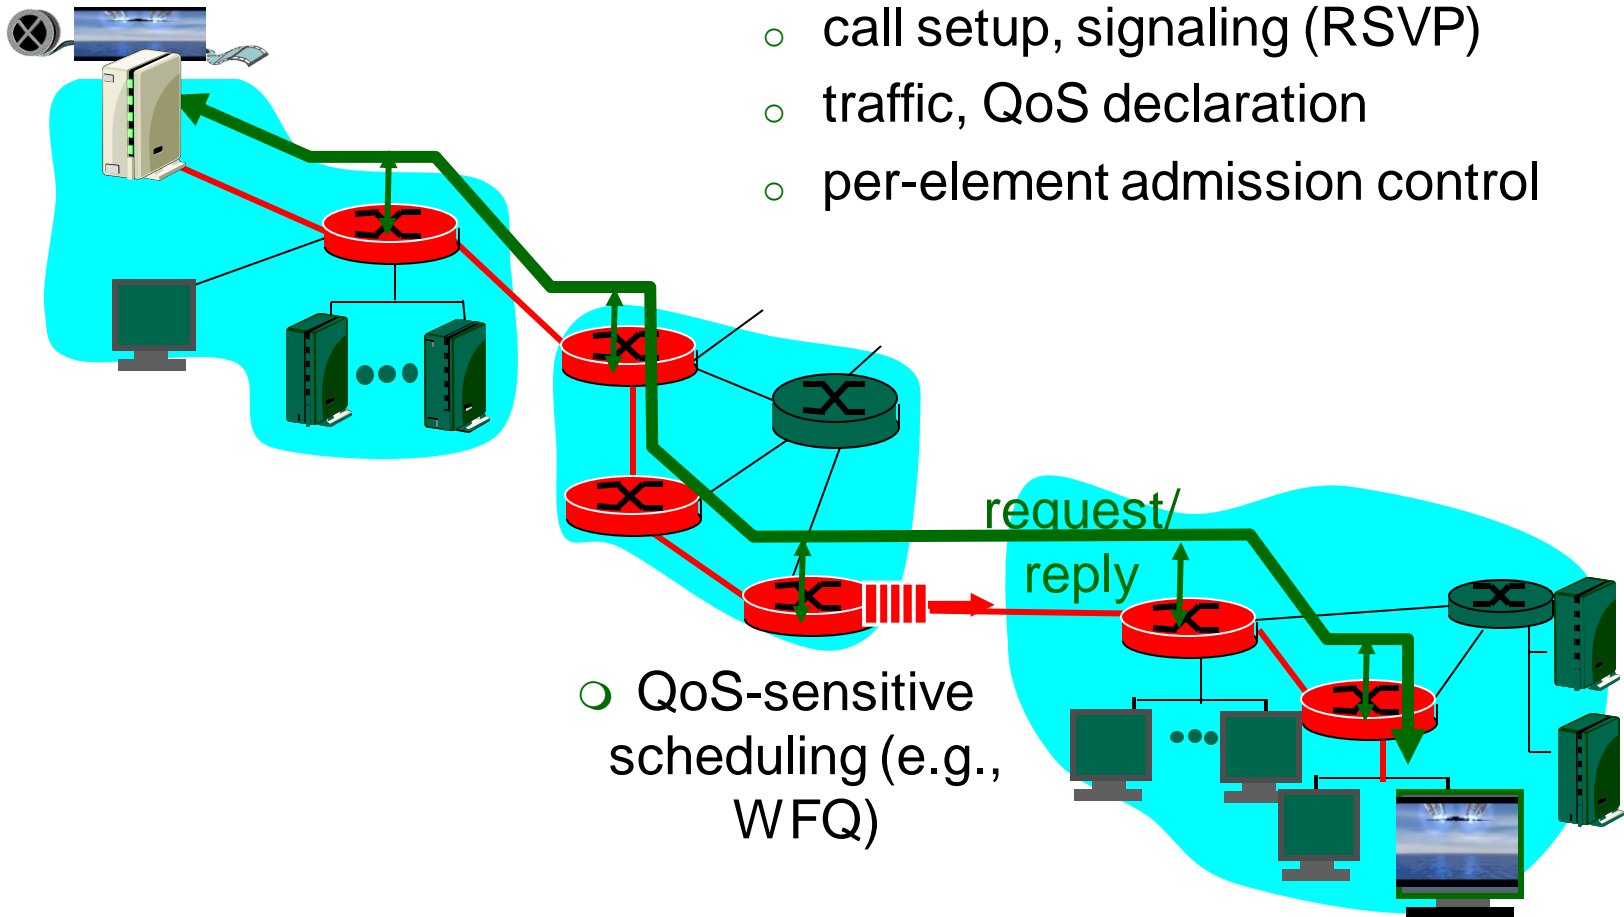 call setup, signaling (RSVP)
traffic, QoS declaration
per-element admission control
request/
reply
QoS-sensitive
scheduling (e.g.,
WFQ)